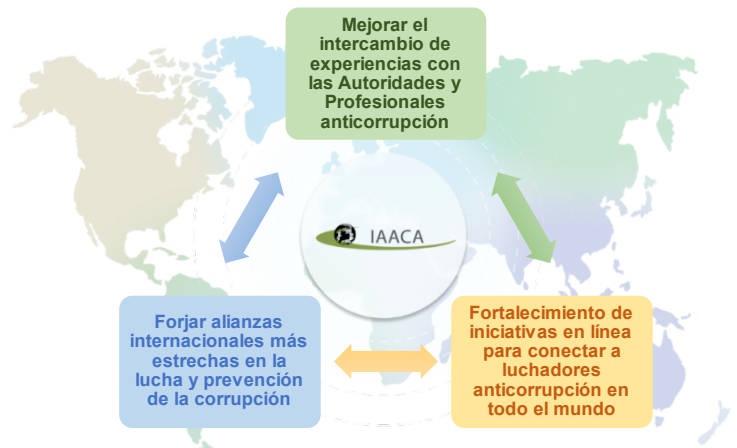 Mejorar el
intercambio de
experiencias con
las Autoridades y
Profesionales
anticorrupción
IAACA
Forjar alianzas
internacionales más
estrechas en la
lucha y prevención
de la corrupción
Fortalecimiento de
iniciativas en línea
para conectar a
luchadores
anticorrupción en
todo el mundo